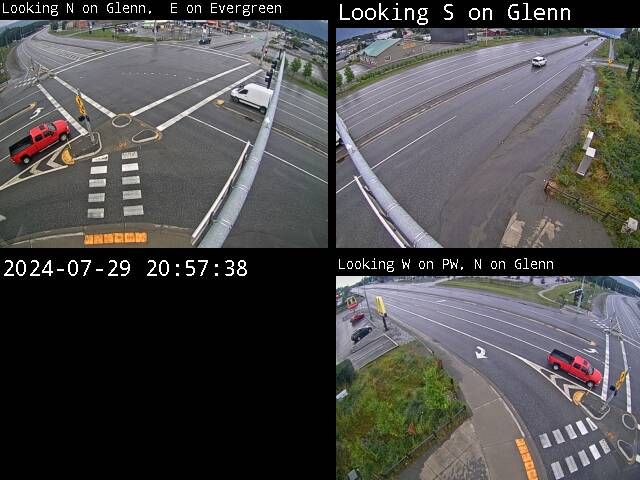 Looking N on Glenn,  E on Evergreen
Looking S on Glenn
2024-07-29 20:57:38
Looking W on PW, N on Glenn